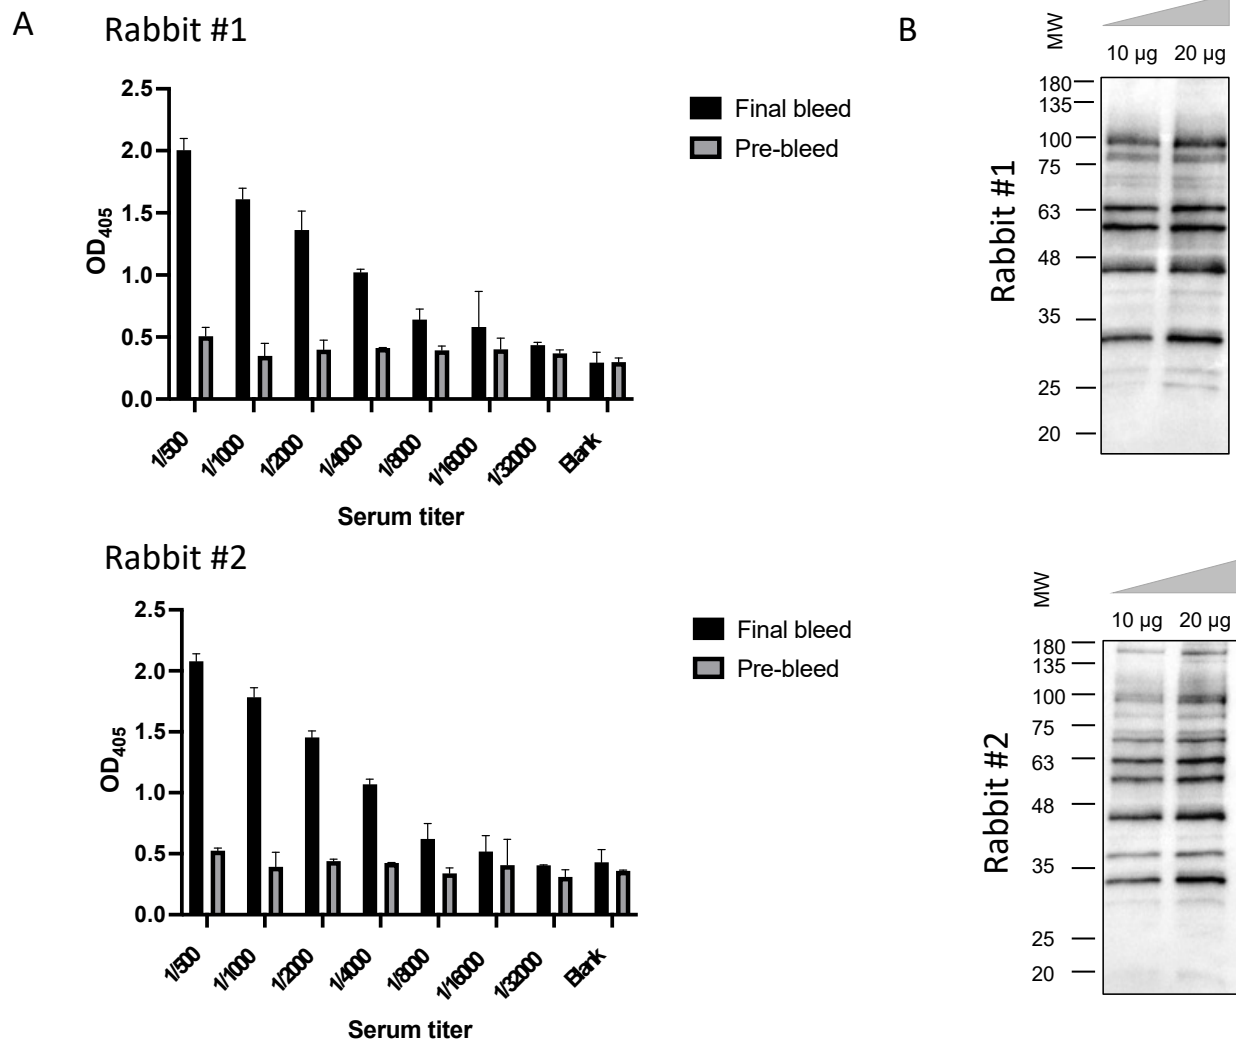 A
Rabbit #1
2.5
2.0
1.5
1.0
0.5
0.0
OD405
1/500
1/1000
1/2000
1/4000
1/8000
1/16000
1/32000
Blank
Serum titer
Final bleed
Pre-bleed
B
MW
10 µg 20 µg
180
135
100
75
63
48
35
25
20
Rabbit #1
Rabbit #2
2.5
2.0
1.5
1.0
0.5
0.0
OD405
1/500
1/1000
1/2000
1/4000
1/8000
1/16000
1/32000
Blank
Serum titer
Final bleed
Pre-bleed
MW
10 µg 20 µg
180
135
100
75
63
48
35
25
20
Rabbit #2